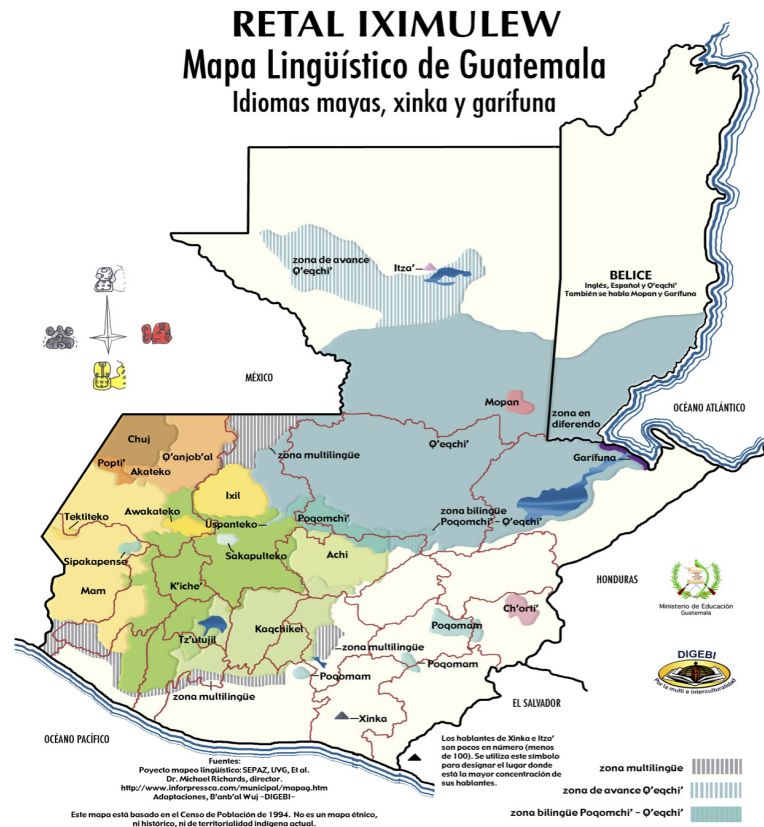 RETAL IXIMULEW
Mapa Lingüístico de Guatemala
Idiomas mayas, xinka y garífuna
zona de avance
Q'eqchi'
Itza'
BELICE
Inglés, Español y Q'eqchi'
También se habla Mopan y Garífuna
MÉXICO
Mopan
zona en
diferendo
OCÉANO ATLÁNTICO
Chuj
Q'anjob'al
Popti'
Akateko
zona multilingüe
Q'eqchi'
Garífuna
Ixil
Awakateko
Tektiteko
Uspanteko
Poqomchi'
zona bilingüe
Poqomchi' - Q'eqchi'
Sipakapense
Sakapulteko
Achi
Mam
K'iche'
HONDURAS
Ministerio de Educación
Guatemala
Ch'orti'
Tz'utujil
Kaqchikel
Poqomam
zona multilingüe
Poqomam
Poqomam
DIGEBI
Por la multi e interculturalidad
zona multilingüe
EL SALVADOR
Xinka
OCÉANO PACÍFICO
Los hablantes de Xinka e Itza'
son pocos en número (menos
de 100). Se utiliza este símbolo
para designar el lugar donde
está la mayor concentración de
sus hablantes.
Fuentes:
Poyecto mapeo lingüístico: SEPAZ, UVG, Et al.
Dr. Michael Richards, director.
http://www.inforpressca.com/municipal/mapag.htm
Adaptaciones, B'anb'al Wuj -DIGEBI-
Este mapa está basado en el Censo de Población de 1994. No es un mapa étnico,
ni histórico, ni de territorialidad indígena actual.
zona multilingüe
zona de avance Q'eqchi'
zona bilingüe Poqomchi' - Q'eqchi'